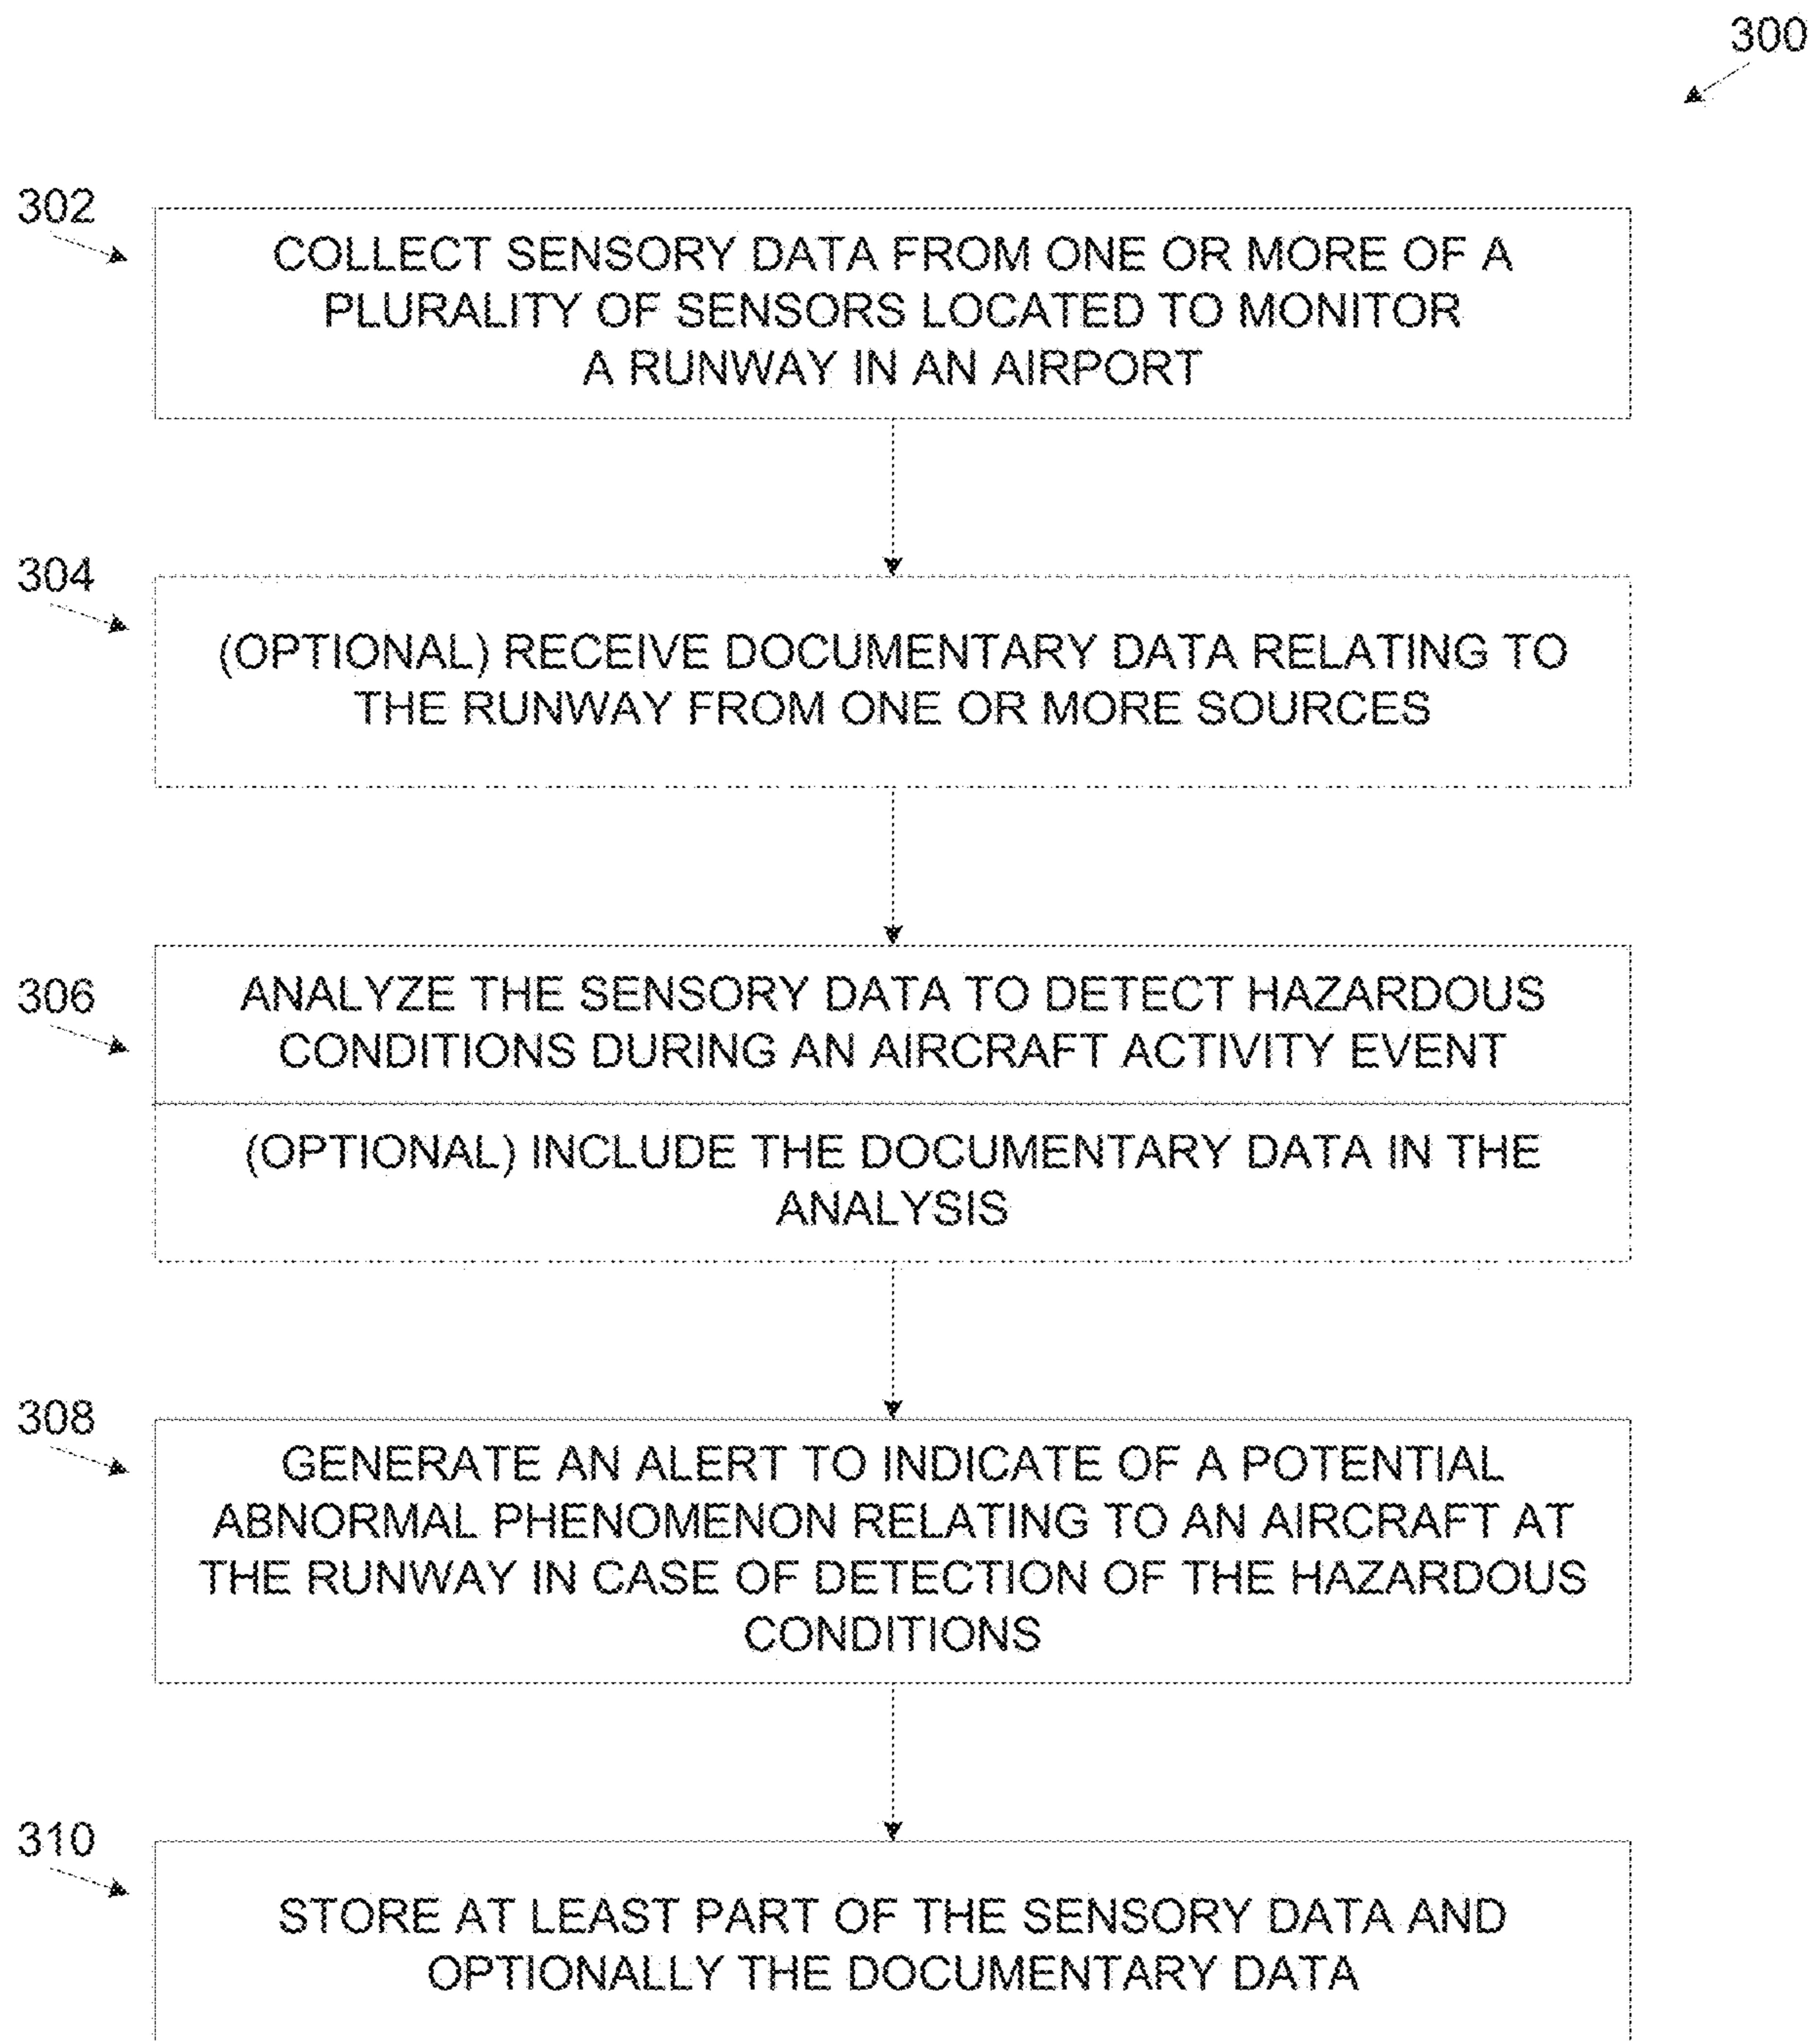 300
302
COLLECT SENSORY DATA FROM ONE OR MORE OF A
PLURALITY OF SENSORS LOCATED TO MONITOR
A RUNWAY IN AN AIRPORT
304
(OPTIONAL) RECEIVE DOCUMENTARY DATA RELATING TO
THE RUNWAY FROM ONE OR MORE SOURCES
306
ANALYZE THE SENSORY DATA TO DETECT HAZARDOUS
CONDITIONS DURING AN AIRCRAFT ACTIVITY EVENT
(OPTIONAL) INCLUDE THE DOCUMENTARY DATA IN THE
ANALYSIS
308
GENERATE AN ALERT TO INDICATE OF A POTENTIAL
ABNORMAL PHENOMENON RELATING TO AN AIRCRAFT AT
THE RUNWAY IN CASE OF DETECTION OF THE HAZARDOUS
CONDITIONS
310
STORE AT LEAST PART OF THE SENSORY DATA AND
OPTIONALLY THE DOCUMENTARY DATA